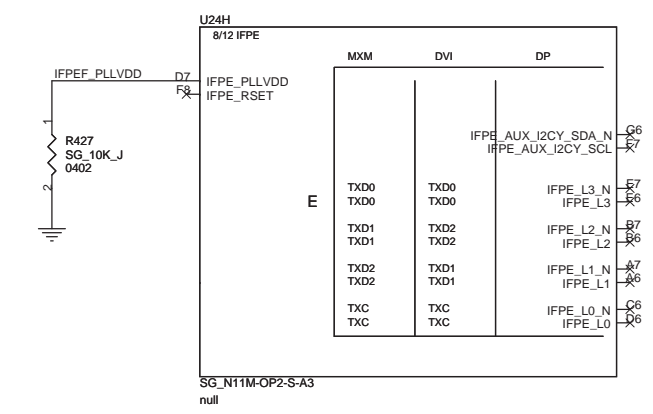 U24H
8/12 IFPE
MXM DVI DP
IFPEF_PLLVDD D7 IFPE_PLLVDD
F8 IFPE_RSET
1
R427
SG_10K_J
0402
2
IFPE_AUX_I2CY_SDA_N G6
IFPE_AUX_I2CY_SCL F7
E
TXD0 TXD0 IFPE_L3_N E7
TXD0 TXD0 IFPE_L3 E6
TXD1 TXD2 IFPE_L2_N B7
TXD1 TXD2 IFPE_L2 B6
TXD2 TXD1 IFPE_L1_N A7
TXD2 TXD1 IFPE_L1 A6
TXC TXC IFPE_L0_N C6
TXC TXC IFPE_L0 D6
SG_N11M-OP2-S-A3
null